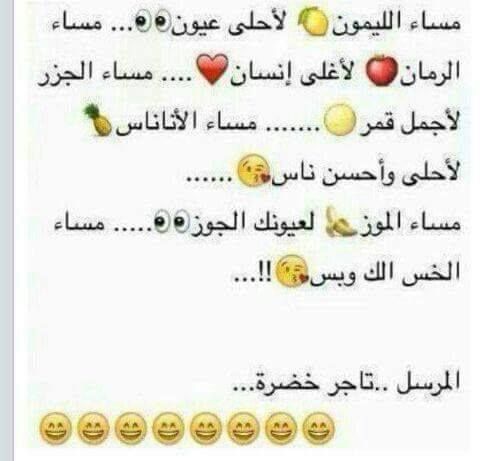 مساء الليمون🍋 لأحلى عيون👀... مساء
الرمان🍎 لأغلى إنسان❤️.... مساء الجزر
لأجمل قمر🌕....... مساء الأناناس🍍
لأحلى وأحسن ناس😘......
مساء الموز🍌 لعيونك الجوز👀..... مساء
الخس الك وبس😘!!...
المرسل ..تاجر خضرة...
😄😄😄😄😄😄😄😄